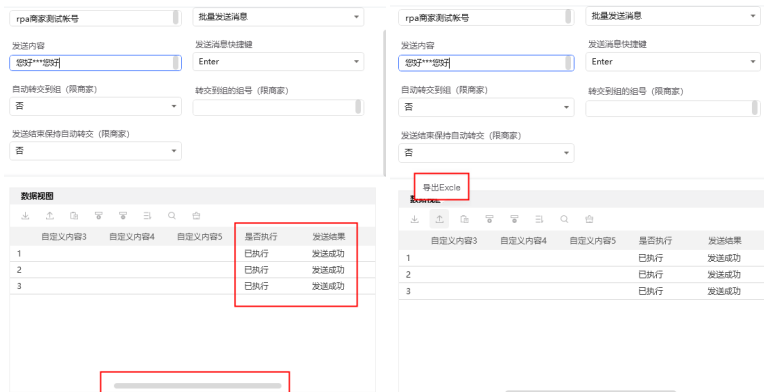 rpa商家测试帐号
批量发送消息
发送内容
发送消息快捷键
您好***您好
Enter
自动转交到组（限商家）
转交到组的组号（限商家）
否
发送结束保持自动转交（限商家）
否
数据视图
自定义内容3 自定义内容4 自定义内容5 是否执行 发送结果
1 已执行 发送成功
2 已执行 发送成功
3 已执行 发送成功
rpa商家测试帐号
批量发送消息
发送内容
发送消息快捷键
您好***您好
Enter
自动转交到组（限商家）
转交到组的组号（限商家）
否
发送结束保持自动转交（限商家）
否
导出Excle
自定义内容3 自定义内容4 自定义内容5 是否执行 发送结果
1 已执行 发送成功
2 已执行 发送成功
3 已执行 发送成功